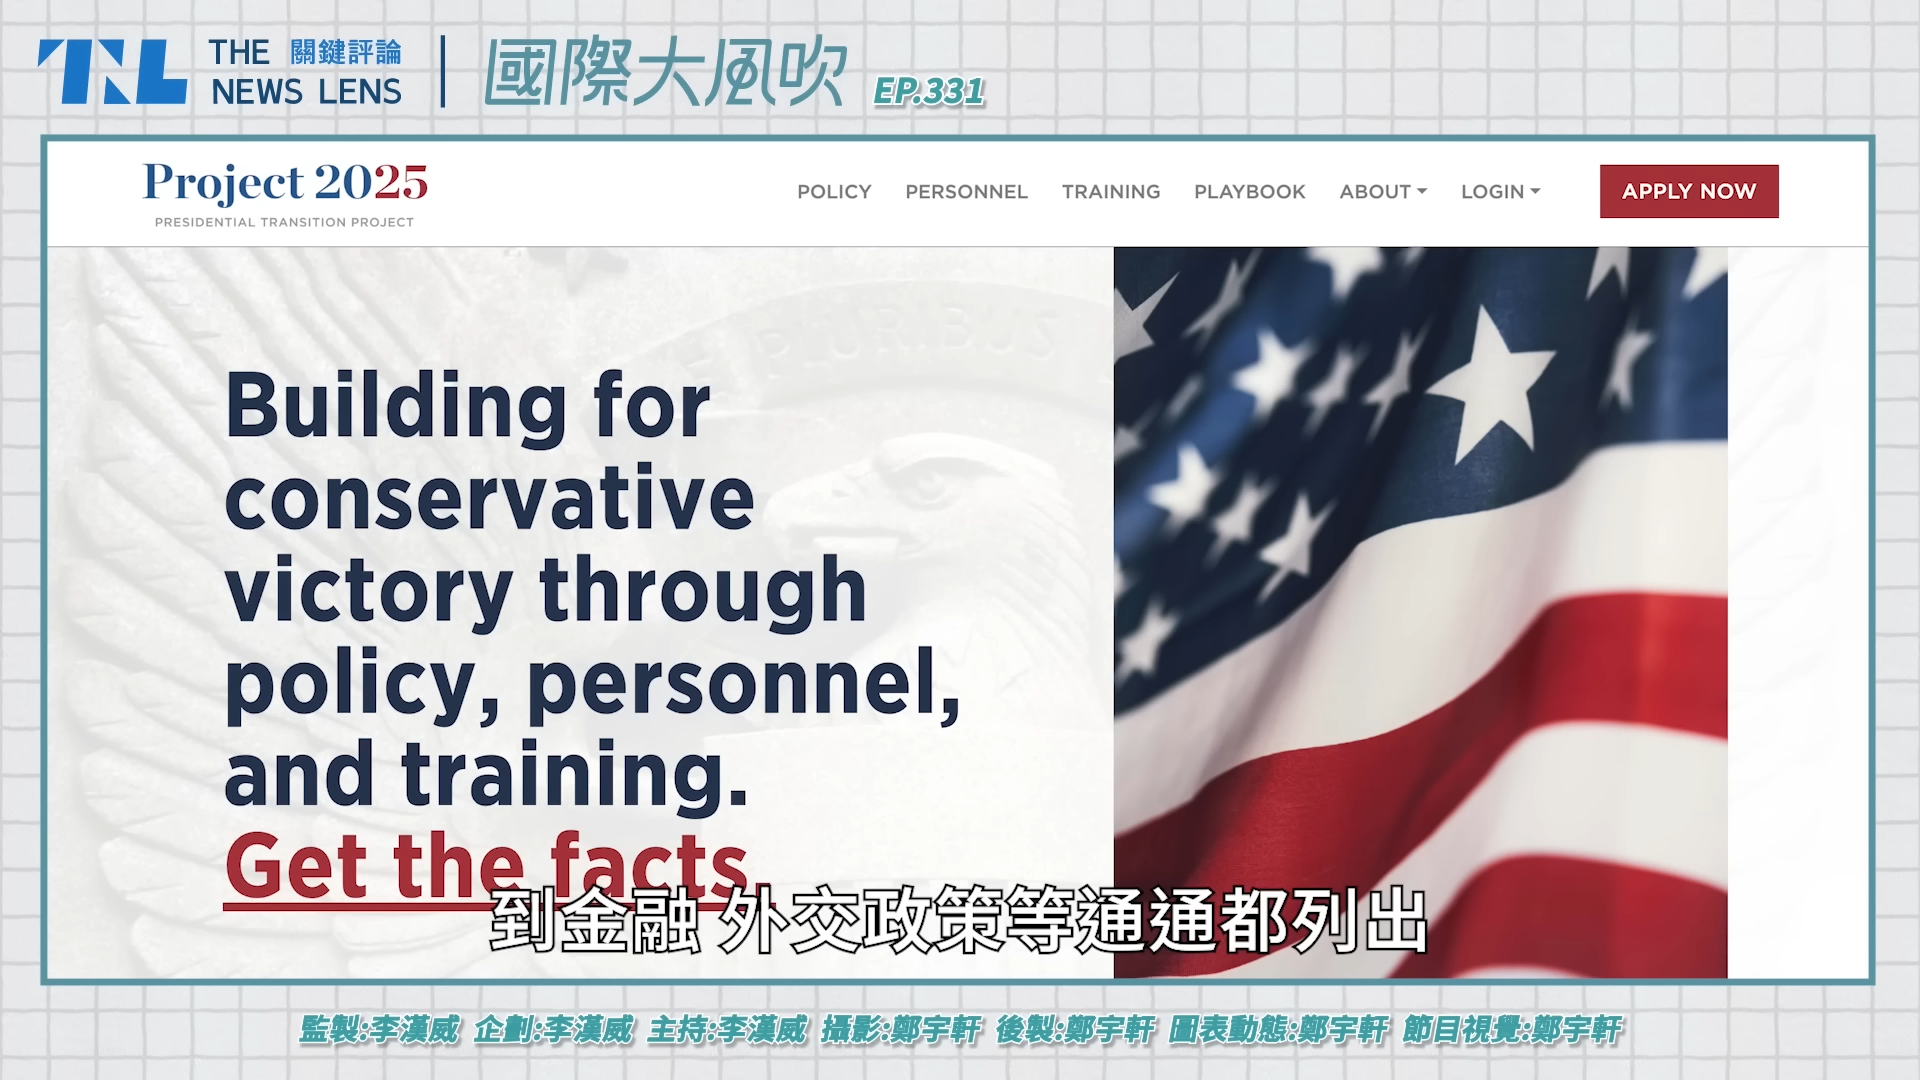 TNL THE 關鍵評論
NEWS LENS
國際大風吹 EP.331
Project 2025
PRESIDENTIAL TRANSITION PROJECT
POLICY PERSONNEL TRAINING PLAYBOOK ABOUT LOGIN APPLY NOW
PLURIBUS
Building for
conservative
victory through
policy, personnel,
and training.
Get the facts.
到金融 外交政策等通通都列出
監製:李漢威 企劃:李漢威 主持:李漢威 攝影:鄭宇軒 後製:鄭宇軒 圖表動態:鄭宇軒 節目視覺:鄭宇軒